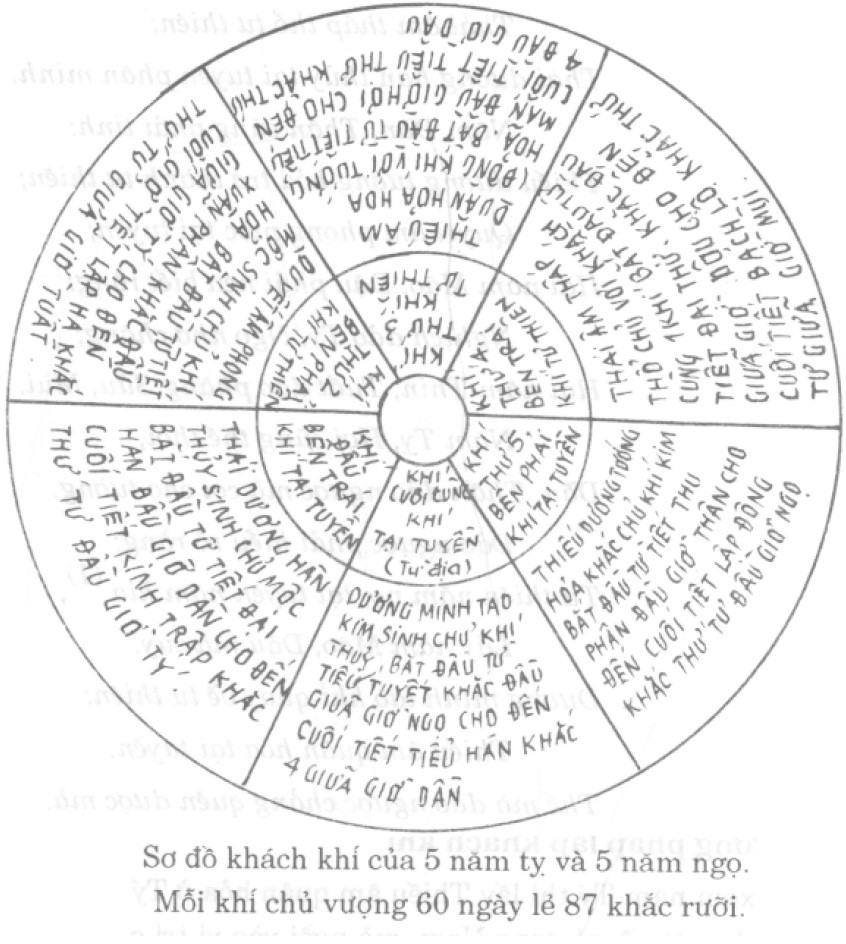 KHÍ
THỨ 3
KHÍ
TƯ THIÊN
THIẾU ÂM
QUÂN HỎA HỎA
ĐỒNG KHÍ VỚI TƯỚNG
HỎA BẮT ĐẦU TỪ TIẾT TIỂU
MÃN ĐẦU GIỜ HỢI CHO ĐẾN
CUỐI TIẾT TIỂU THỬ KHẮC THỨ
4 ĐẦU GIỜ DẬU
KHÍ
THỨ 4
BÊN TRÁI
KHÍ TƯ THIÊN
THÁI ÂM THẤP
THỔ CHỦ VỚI KHÁCH
CÙNG 1 KHÍ BẮT ĐẦU TỪ
TIẾT ĐẠI THỬ, KHẮC ĐẦU
GIỮA GIỜ DẬU CHO ĐẾN
CUỐI TIẾT BẠCH LỘ KHẮC THỨ
TƯ GIỮA GIỜ MÙI
KHÍ
THỨ 5
BÊN PHẢI
KHÍ TẠI TUYỀN
THIẾU DƯƠNG TƯỚNG
HỎA KHẮC CHỦ KHÍ KIM
BẮT ĐẦU TỪ TIẾT THU
PHÂN ĐẦU GIỜ THÂN CHO
ĐẾN CUỐI TIẾT LẬP ĐÔNG
KHẮC THỨ TƯ ĐẦU GIỜ NGỌ
KHÍ
CUỐI CÙNG
KHÍ
TẠI TUYỀN
(Tư địa)
DƯƠNG MINH TÁO
KIM SINH CHỦ KHÍ
THỦY, BẮT ĐẦU TỪ
TIỂU TUYẾT KHẮC ĐẦU
GIỮA GIỜ NGỌ CHO ĐẾN
CUỐI TIẾT TIỂU HÀN KHẮC
4 GIỮA GIỜ DẦN
KHÍ
ĐẦU
BÊN TRÁI
KHÍ TẠI TUYỀN
THÁI DƯƠNG HÀN
THỦY SINH CHỦ MỘC
BẮT ĐẦU TỪ TIẾT ĐẠI
HÀN ĐẦU GIỜ DẦN CHO ĐẾN
CUỐI TIẾT KINH TRẬP KHẮC
THỨ TƯ ĐẦU GIỜ TÝ
KHÍ
THỨ 2
BÊN PHẢI
KHÍ TƯ THIÊN
QUYẾT ÂM PHONG
MỘC SINH CHỦ KHÍ
HỎA, BẮT ĐẦU TỪ TIẾT
XUÂN PHÂN KHẮC ĐẦU
GIỮA GIỜ TÝ CHO ĐẾN
CUỐI CẤP TIẾT LẬP HẠ KHẮC
THỨ TƯ GIỮA GIỜ TUẤT
Sơ đồ khách khí của 5 năm tỵ và 5 năm ngọ.
Mỗi khí chủ vượng 60 ngày lẻ 87 khắc rưỡi.